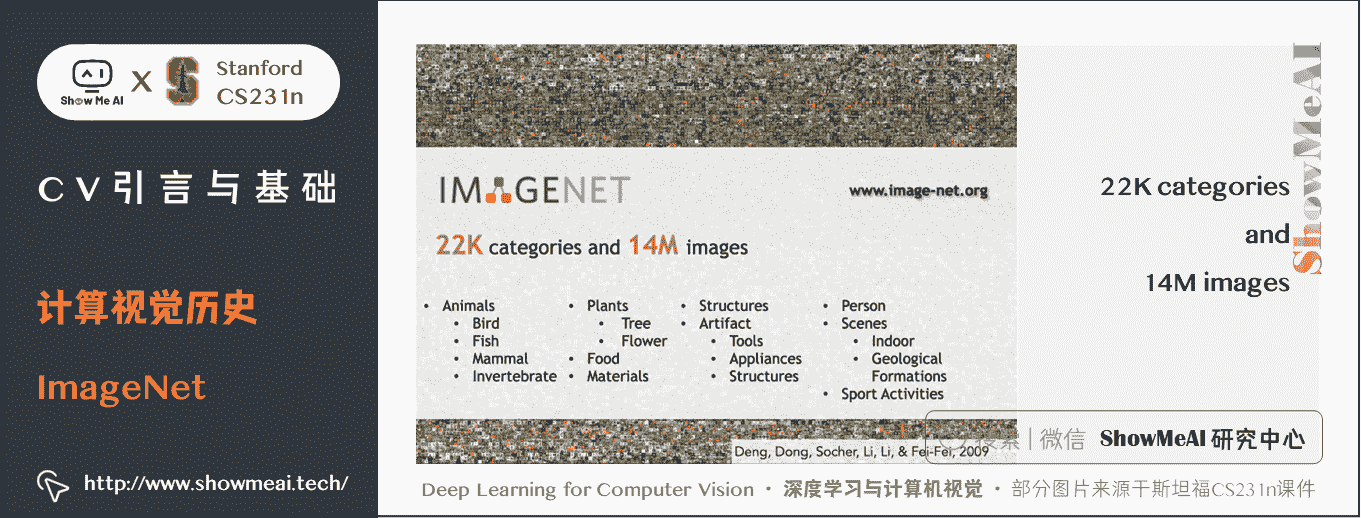 Show Me AI
X
Stanford
CS231n
CV引言与基础
计算视觉历史
ImageNet
http://www.showmeai.tech/
IMAGENET
www.image-net.org
22K categories and 14M images
• Animals
• Bird
• Fish
• Mammal
• Invertebrate
• Plants
• Tree
• Flower
• Food
• Materials
• Structures
• Artifact
• Tools
• Appliances
• Structures
• Person
• Scenes
• Indoor
• Geological
Formations
• Sport Activities
Deng, Dong, Socher, Li, Li, & Fei-Fei, 2009
22K categories
and
14M images
ShowMeAI
搜索 | 微信 ShowMeAI 研究中心
Deep Learning for Computer Vision · 深度学习与计算机视觉 · 部分图片来源于斯坦福CS231n课件